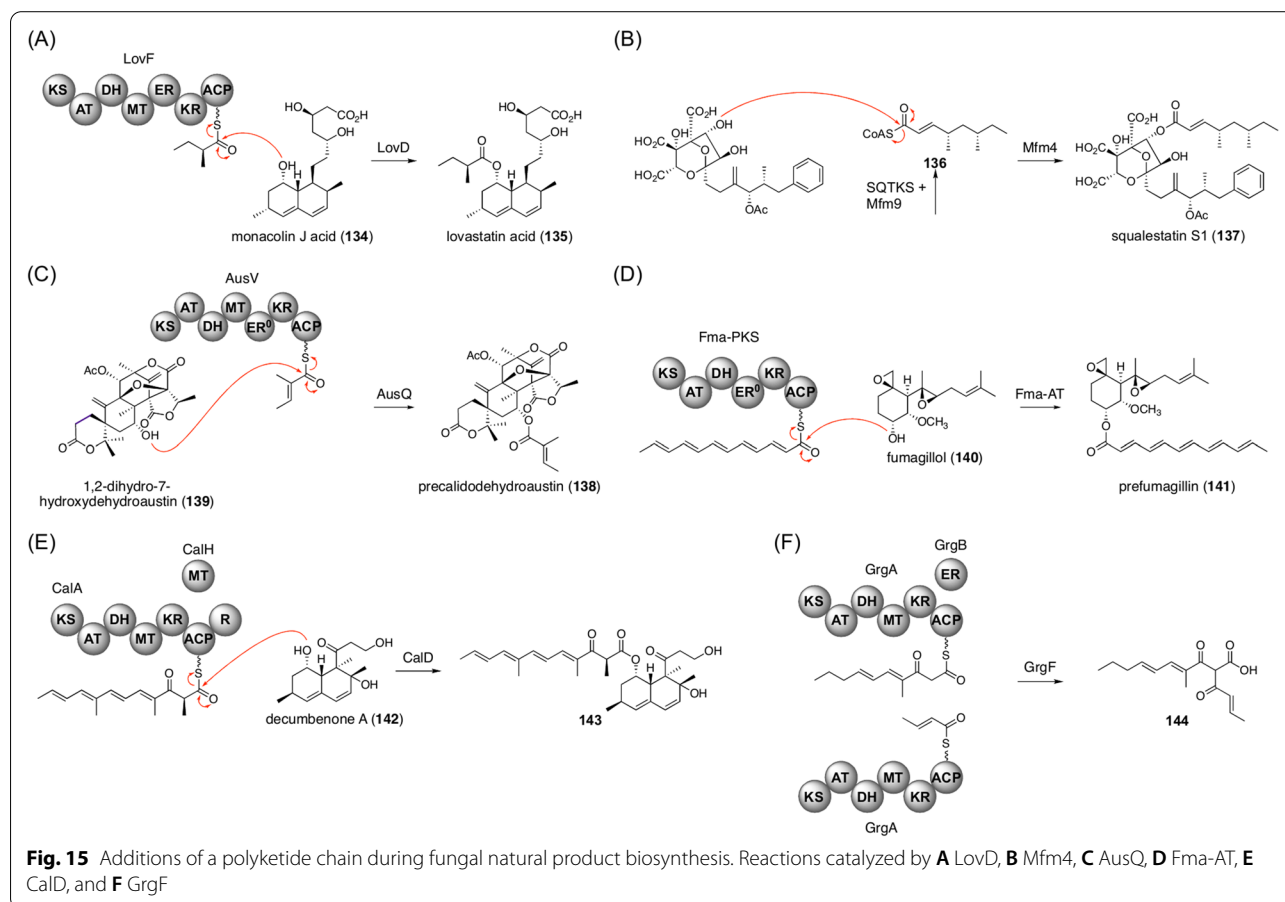 (A)
LovF
KS AT DH MT ER KR ACP
S
O
HO
CO₂H
OH
OH
LovD
HO
CO₂H
OH
O
O
H
H
monacolin J acid (134)
lovastatin acid (135)
(B)
CO₂H
HO₂C OH OH
HO₂C O OH
HO₂C O
OAc
O
CoAS
136
SQTKS +
Mfm9
Mfm4
O
CO₂H
HO₂C OH O
HO₂C O OH
HO₂C O
OAc
squalestatin S1 (137)
(C)
AusV
KS AT DH MT ER⁰ KR ACP
S
O
AcO O O
O
O
O O
O O OH
1,2-dihydro-7-
hydroxydehydroaustin (139)
AusQ
AcO O O
O
O
O O
O O O
O
precalidodehydroaustin (138)
(D)
Fma-PKS
KS AT DH ER⁰ KR ACP
S
O
O
H
O
OCH₃
OH
fumagillol (140)
Fma-AT
O
H
O
OCH₃
O
O
prefumagillin (141)
(E)
CalH
MT
CalA
KS AT DH MT KR ACP R
S
O O
OH O OH
H
OH
decumbenone A (142)
CalD
O O O OH
O
H
OH
143
(F)
GrgB
ER
GrgA
KS AT DH MT KR ACP
S
O O
O
S
KS AT DH MT KR ACP
GrgA
GrgF
O O
OH
O
144
Fig. 15 Additions of a polyketide chain during fungal natural product biosynthesis. Reactions catalyzed by A LovD, B Mfm4, C AusQ, D Fma-AT, E
CalD, and F GrgF